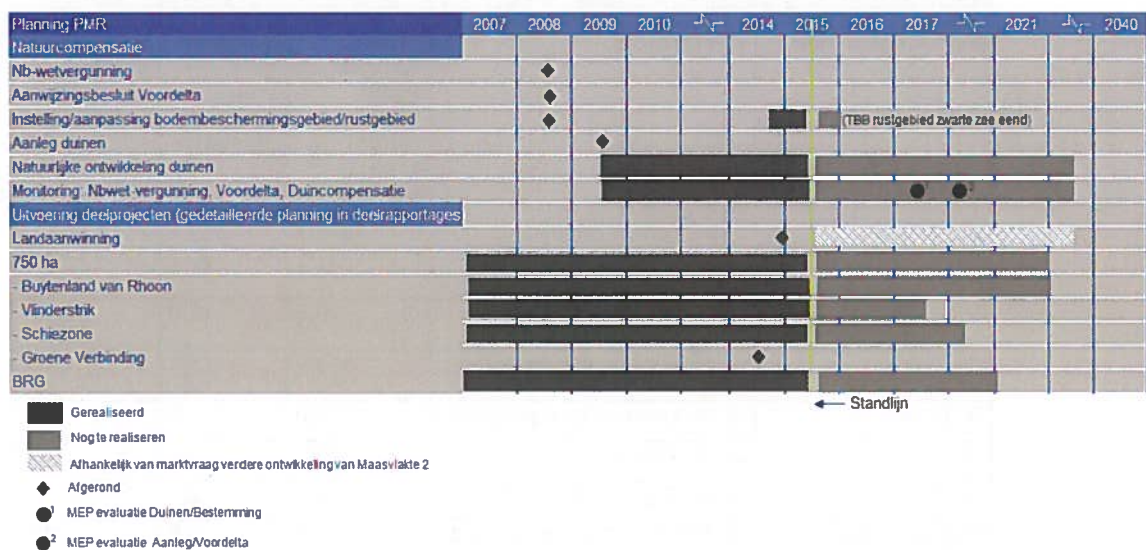 Planning PMR 2007 2008 2009 2010 2014 2015 2016 2017 2021 2040
Natuurcompensatie
Nb-wetvergunning
Aanwijzingsbesluit Voordelta
Instelling/aanpassing bodembeschermingsgebied/rustgebied (TBB rustgebied zwarte zee eend)
Aanleg duinen
Natuurlijke ontwikkeling duinen
Monitoring: Nbwet-vergunning, Voordelta, Duincompensatie 1 2
Uitvoering deelprojecten (gedetailleerde planning in deelrapportages
Landaanwinning
750 ha
- Buytenland van Rhoon
- Vlinderstrik
- Schiezone
- Groene Verbinding
BRG
Standlijn
Gerealiseerd
Nog te realiseren
Afhankelijk van marktvraag verdere ontwikkeling van Maasvlakte 2
Afgerond
1 MEP evaluatie Duinen/Bestemming
2 MEP evaluatie Aanleg/Voordelta